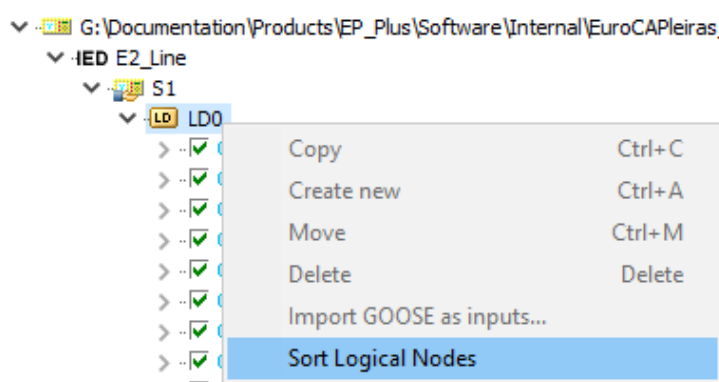 G:\Documentation\Products\EP_Plus\Software\Internal\EuroCAPleiras_
IED E2_Line
S1
LD LD0
Copy Ctrl+C
Create new Ctrl+A
Move Ctrl+M
Delete Delete
Import GOOSE as inputs...
Sort Logical Nodes